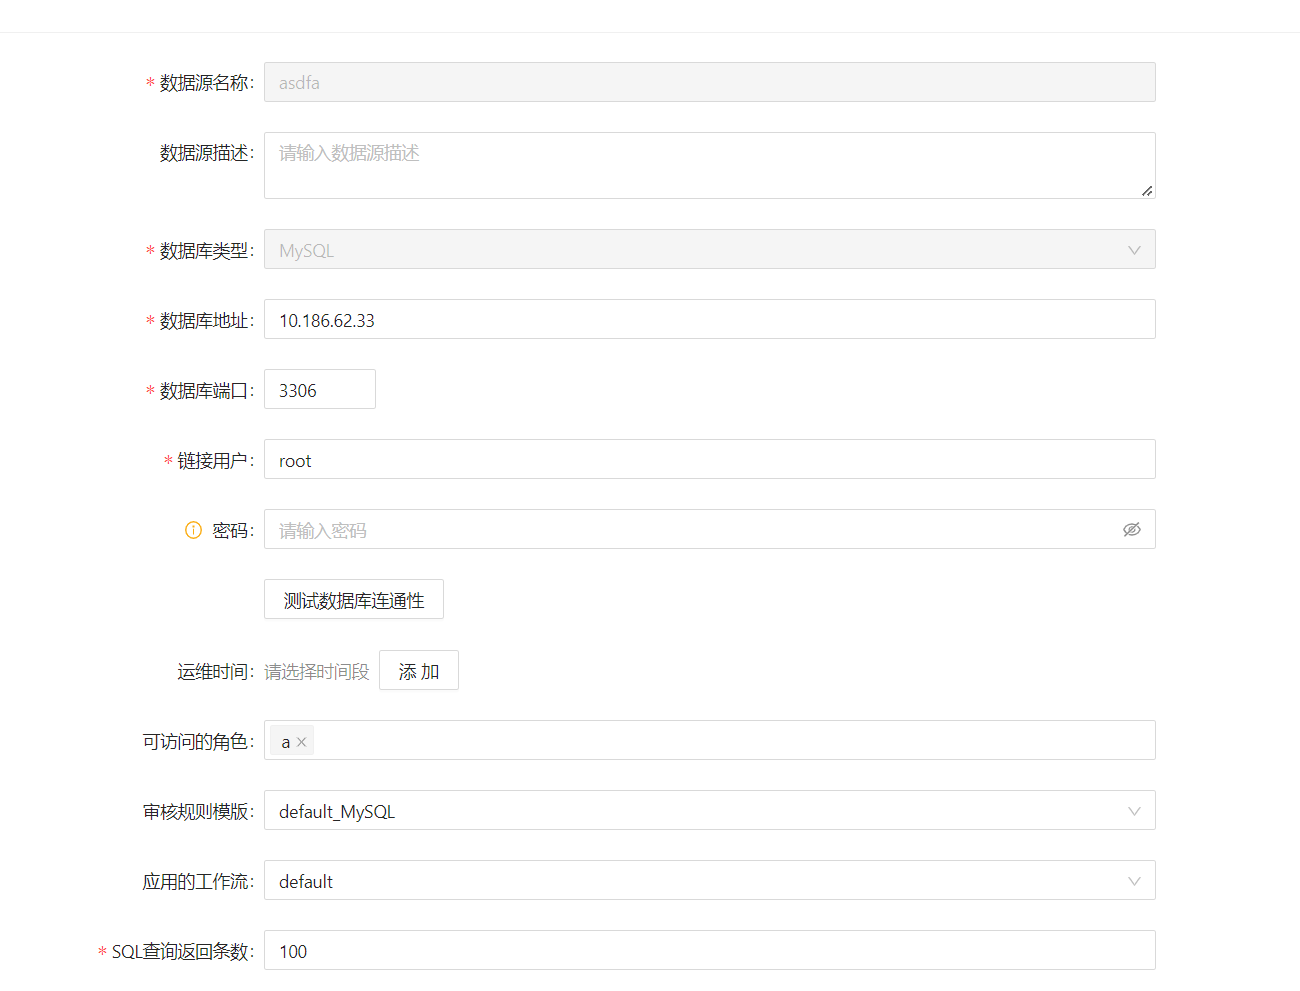 * 数据源名称: asdfa
数据源描述: 请输入数据源描述
* 数据库类型: MySQL
* 数据库地址: 10.186.62.33
* 数据库端口: 3306
* 链接用户: root
密码: 请输入密码
测试数据库连通性
运维时间: 请选择时间段 添 加
可访问的角色: a
审核规则模版: default_MySQL
应用的工作流: default
* SQL查询返回条数: 100